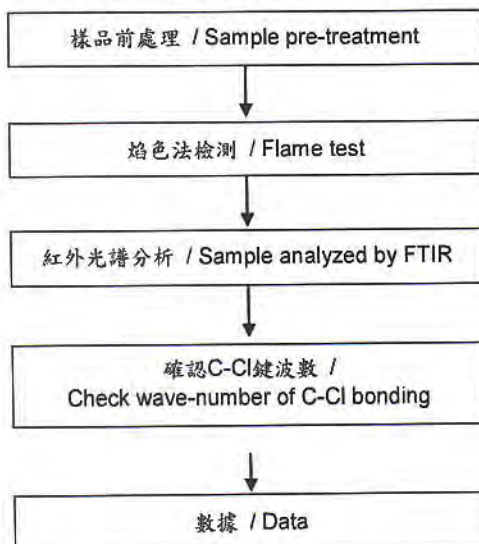 樣品前處理 / Sample pre-treatment
焰色法檢測 / Flame test
紅外光譜分析 / Sample analyzed by FTIR
確認C-Cl鍵波數 /
Check wave-number of C-Cl bonding
數據 / Data